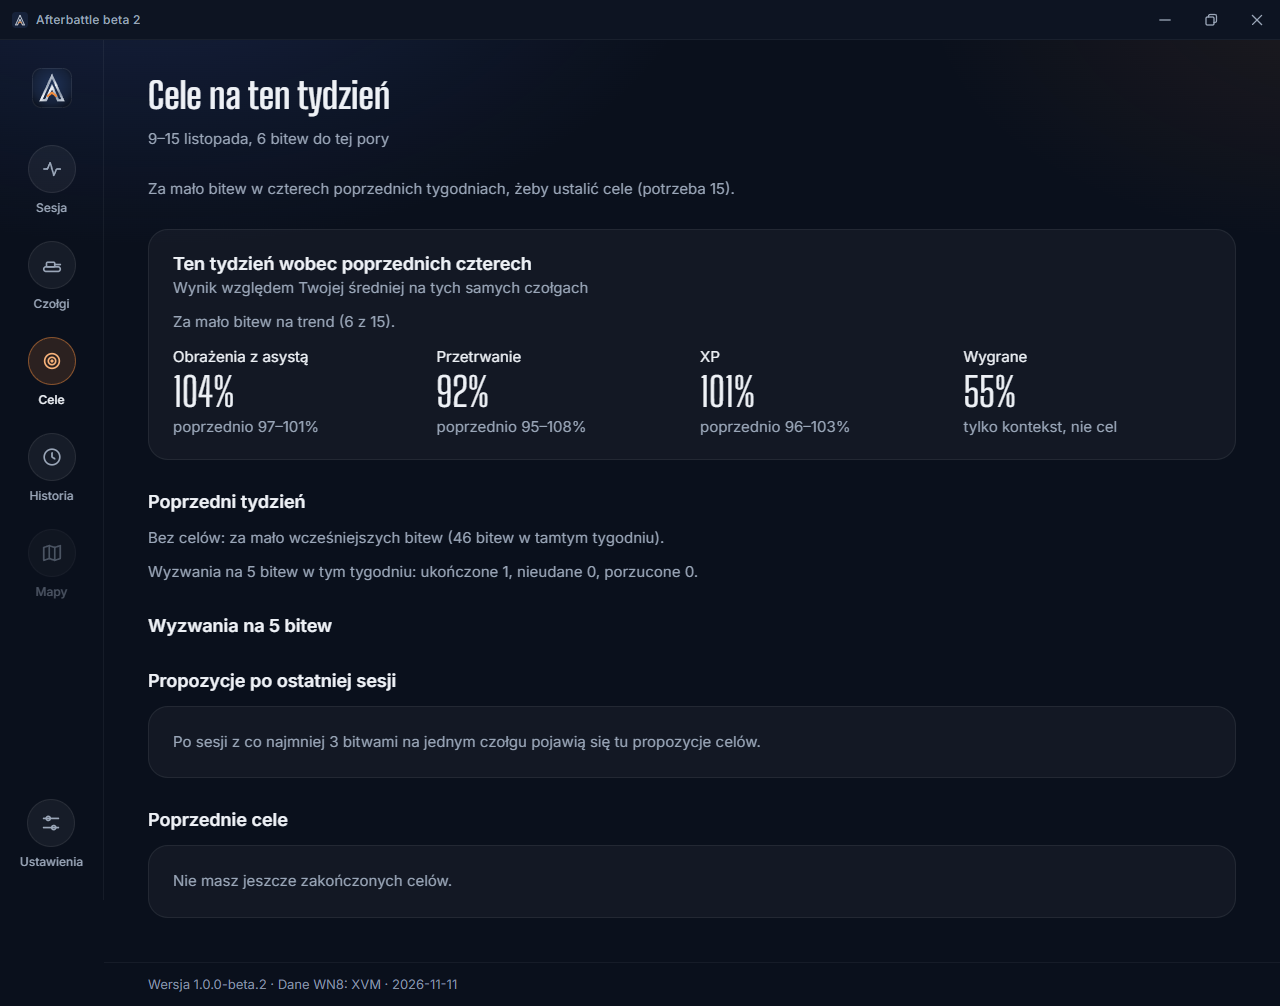 Afterbattle beta 2
Cele na ten tydzień
9–15 listopada, 6 bitew do tej pory
Za mało bitew w czterech poprzednich tygodniach, żeby ustalić cele (potrzeba 15).
Sesja
Czołgi
Cele
Historia
Mapy
Ustawienia
Ten tydzień wobec poprzednich czterech
Wynik względem Twojej średniej na tych samych czołgach
Za mało bitew na trend (6 z 15).
Obrażenia z asystą
104%
poprzednio 97–101%
Przetrwanie
92%
poprzednio 95–108%
XP
101%
poprzednio 96–103%
Wygrane
55%
tylko kontekst, nie cel
Poprzedni tydzień
Bez celów: za mało wcześniejszych bitew (46 bitew w tamtym tygodniu).
Wyzwania na 5 bitew w tym tygodniu: ukończone 1, nieudane 0, porzucone 0.
Wyzwania na 5 bitew
Propozycje po ostatniej sesji
Po sesji z co najmniej 3 bitwami na jednym czołgu pojawią się tu propozycje celów.
Poprzednie cele
Nie masz jeszcze zakończonych celów.
Wersja 1.0.0-beta.2 · Dane WN8: XVM · 2026-11-11